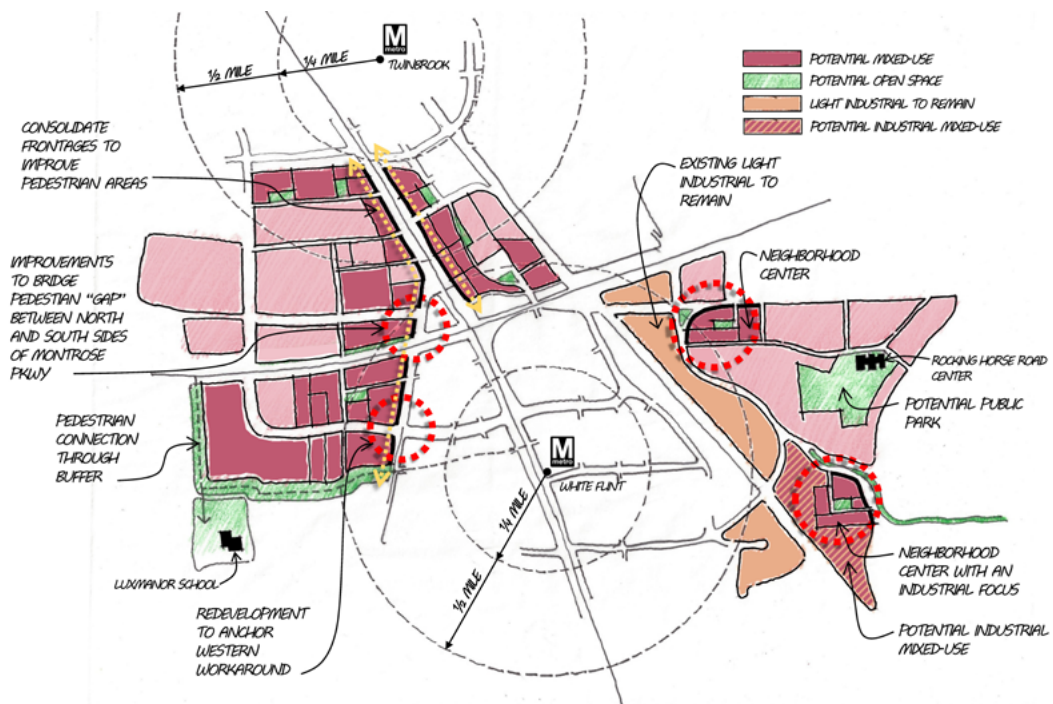 M
metro
TWINBROOK
1/2 MILE
1/4 MILE
POTENTIAL MIXED-USE
POTENTIAL OPEN SPACE
LIGHT INDUSTRIAL TO REMAIN
POTENTIAL INDUSTRIAL MIXED-USE
CONSOLIDATE
FRONTAGES TO
IMPROVE
PEDESTRIAN AREAS
EXISTING LIGHT
INDUSTRIAL TO
REMAIN
IMPROVEMENTS
TO BRIDGE
PEDESTIAN "GAP"
BETWEEN NORTH
AND SOUTH SIDES
OF MONTROSE
PKWY
NEIGHBORHOOD
CENTER
ROCKING HORSE ROAD
CENTER
POTENTIAL PUBLIC
PARK
PEDESTRIAN
CONNECTION
THROUGH
BUFFER
M
metro
WHITE FLINT
1/4 MILE
1/2 MILE
LUXMANOR SCHOOL
REDEVELOPMENT
TO ANCHOR
WESTERN
WORKAROUND
NEIGHBORHOOD
CENTER WITH AN
INDUSTRIAL FOCUS
POTENTIAL INDUSTRIAL
MIXED-USE